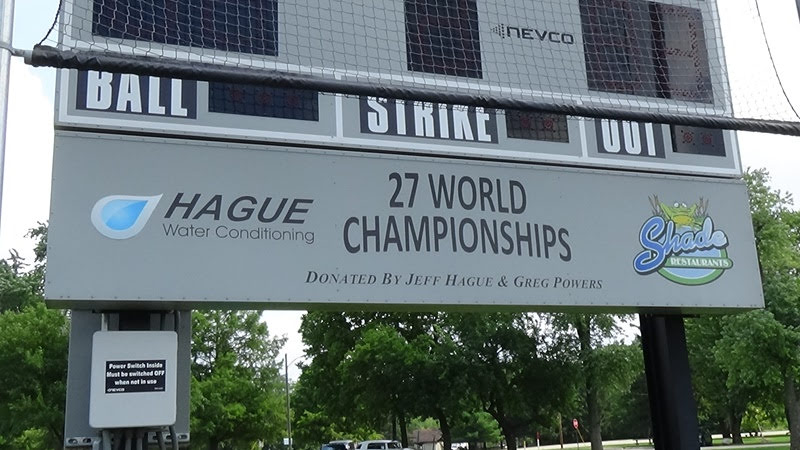 NEVCO
BALL STRIKE OUT
HAGUE
Water Conditioning
27 WORLD
CHAMPIONSHIPS
Shade
RESTAURANTS
DONATED BY JEFF HAGUE & GREG POWERS
Power Switch Inside
Must be switched OFF
when not in use
NEVCO